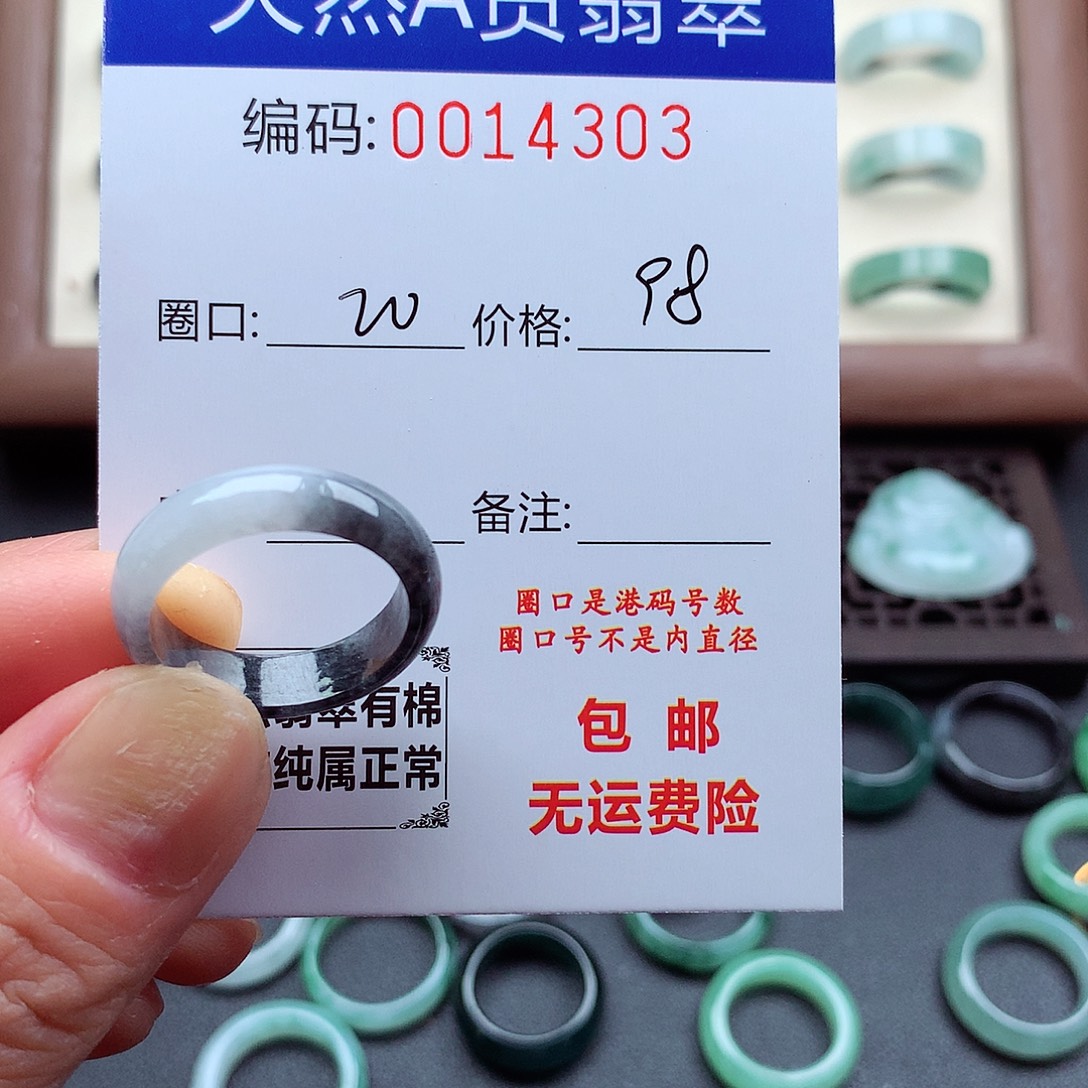 天然A货翡翠
编码:0014303
圈口: 20 价格: 98
备注:
圈口是港码号数
圈口号不是内直径
翡翠有棉
纯属正常
包 邮
无运费险